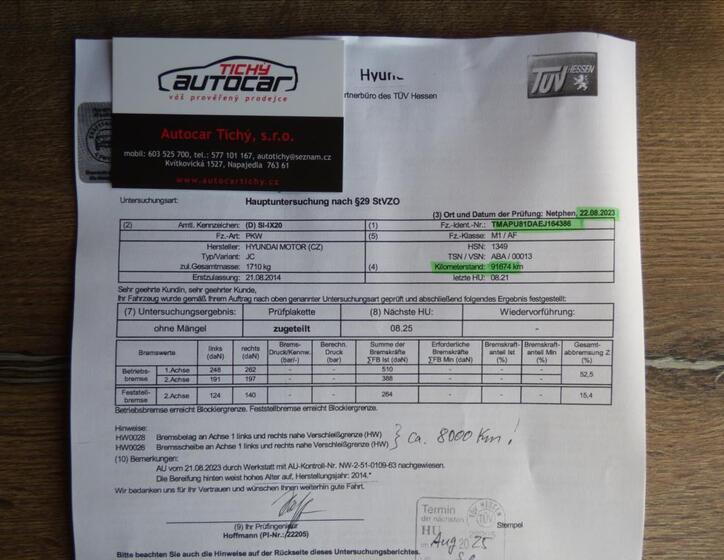 TICHÝ
AUTOCAR
váš prověřený prodejce
Autocar Tichý, s.r.o.
mobil: 603 525 700, tel.: 577 101 167, autotichy@seznam.cz
Kvítkovická 1527, Napajedla 763 61
www.autocartichy.cz
rtnerbüro des TÜV Hessen
TÜV HESSEN
Untersuchungsart: Hauptuntersuchung nach §29 StVZO
(3) Ort und Datum der Prüfung: Netphen, 22.08.2023
(2) Amtl. Kennzeichen: (D) SI-IX20 (1) Fz.-Ident.-Nr.: TMAPU81DAEJ164386
Fz.-Art: PKW (5) Fz.-Klasse: M1 / AF
Hersteller: HYUNDAI MOTOR (CZ) HSN: 1349
Typ/Variant: JC TSN / VSN: ABA / 00013
zul.Gesamtmasse: 1710 kg (4) Kilometerstand: 91674 km
Erstzulassung: 21.08.2014 letzte HU: 08.21
Sehr geehrte Kundin, sehr geehrter Kunde,
Ihr Fahrzeug wurde gemäß Ihrem Auftrag nach oben genannter Untersuchungsart geprüft und abschließend folgendes Ergebnis festgestellt:
(7) Untersuchungsergebnis: Prüfplakette (8) Nächste HU: Wiedervorführung:
ohne Mängel zugeteilt 08.25 -
Bremswerte links (daN) rechts (daN) Brems-Druck/Kennw. (bar/-) Berechn. Druck (bar) Summe der Bremskräfte ∑FB Ist (daN) Erforderliche Bremskräfte ∑FB Min (daN) Bremskraft-anteil Ist (%) Bremskraft-anteil Min (%) Gesamt-abbremsung Z (%)
Betriebs-bremse 1.Achse 248 262 - - 510 - - - 52,5
2.Achse 191 197 - - 388 - - -
Feststell-bremse 2.Achse 124 140 - - 264 - - - 15,4
Betriebsbremse erreicht Blockiergrenze. Feststellbremse erreicht Blockiergrenze.
Hinweise:
HW0028 Bremsbelag an Achse 1 links und rechts nahe Verschleißgrenze (HW)
HW0026 Bremsscheibe an Achse 1 links und rechts nahe Verschleißgrenze (HW)
ca. 8000 Km!
(10) Bemerkungen:
AU vom 21.08.2023 durch Werkstatt mit AU-Kontroll-Nr. NW-2-51-0109-63 nachgewiesen.
Die Bereifung hinten weist hohes Alter auf, Herstellungsjahr: 2014.*
Wir bedanken uns für Ihr Vertrauen und wünschen Ihnen weiterhin gute Fahrt.
(9) Ihr Prüfingenieur
Hoffmann (PI-Nr.: 22205)
Termin
der nächsten
HU
Aug 2025
TÜV
Stempel
Bitte beachten Sie auch die Hinweise auf der Rückseite dieses Untersuchungsberichtes.